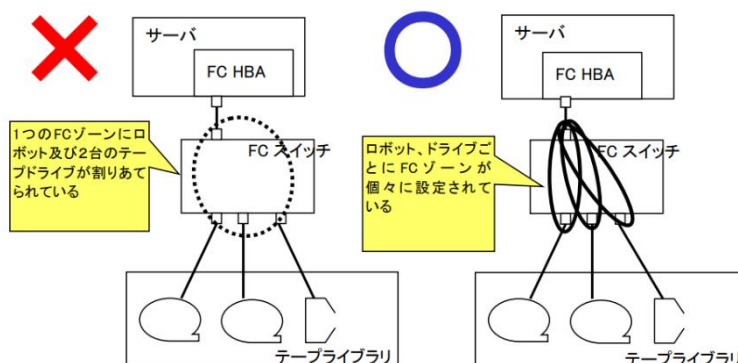 サーバ
FC HBA
1つのFCゾーンにロ
ボット及び2台のテー
プドライブが割りあて
られている
FC スイッチ
テープライブラリ
サーバ
FC HBA
ロボット、ドライブご
とにFCゾーンが
個々に設定されて
いる
FC スイッチ
テープライブラリ